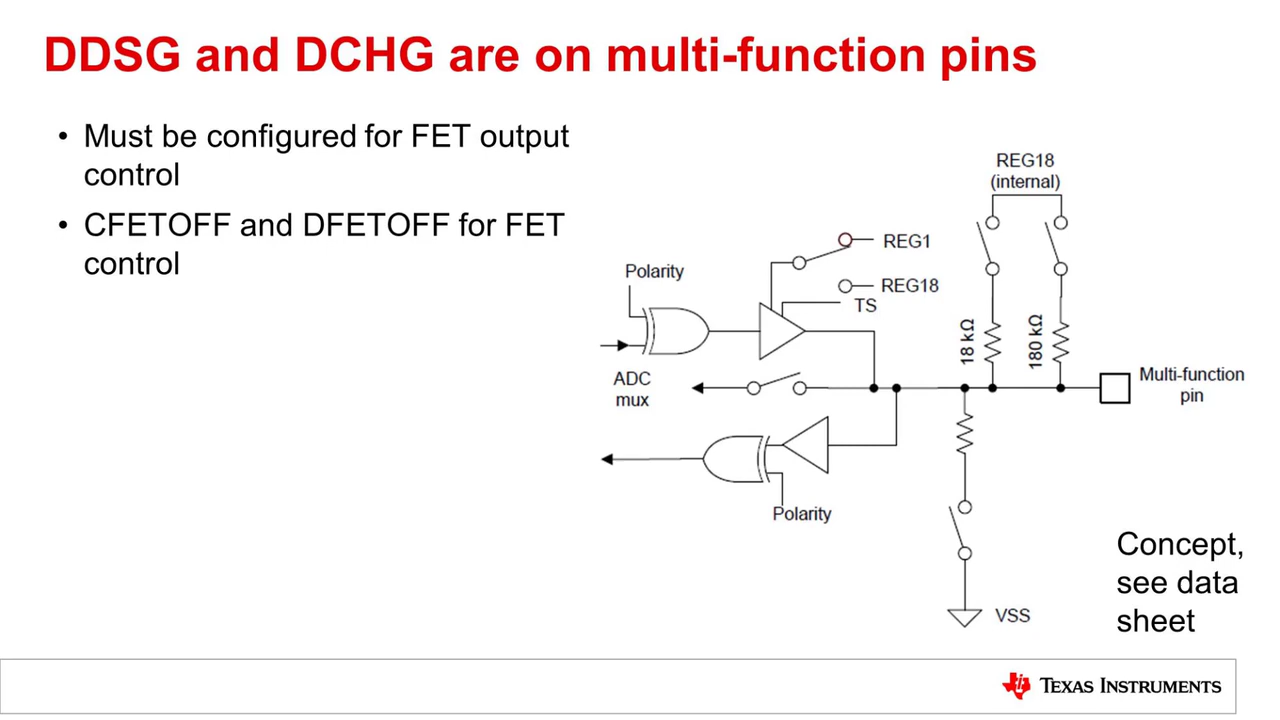 DDSG and DCHG are on multi-function pins
• Must be configured for FET output
control
• CFETOFF and DFETOFF for FET
control
REG18
(internal)
REG1
Polarity
REG18
TS
18 kΩ
180 kΩ
ADC
mux
Multi-function
pin
Polarity
Concept,
see data
sheet
VSS
TEXAS INSTRUMENTS